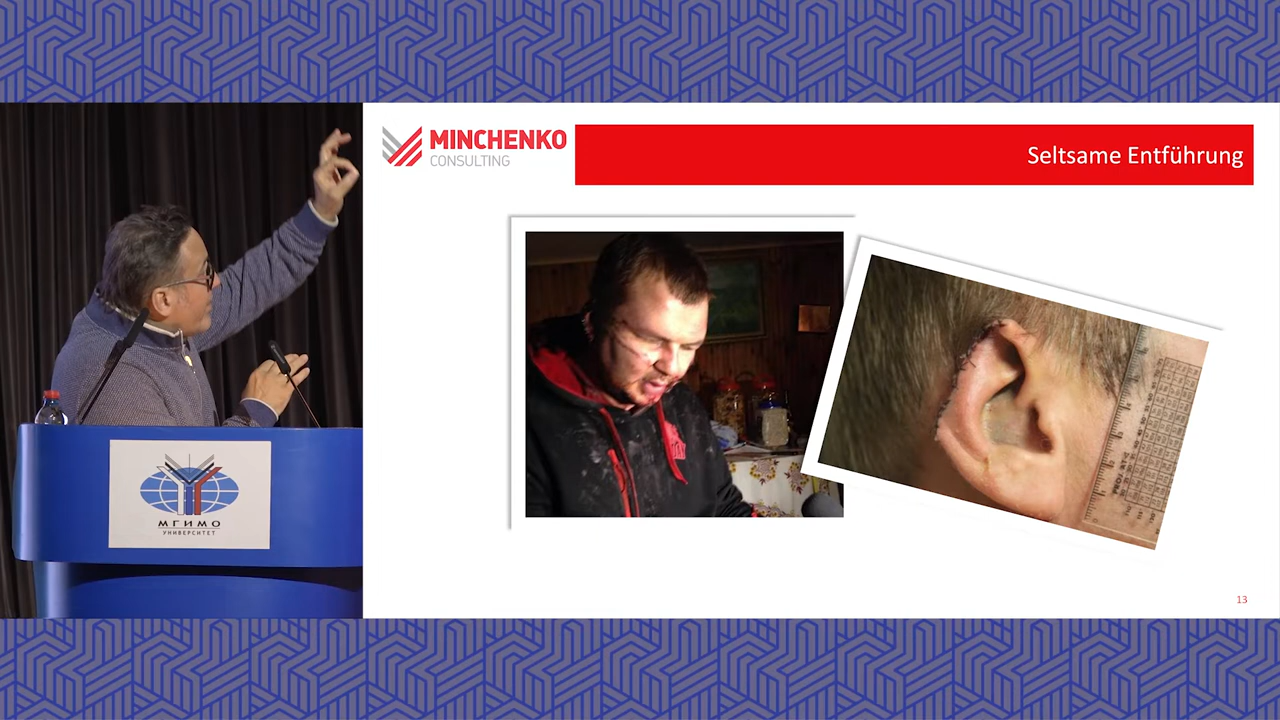 MINCHENKO
CONSULTING
Seltsame Entführung
МГИМО
УНИВЕРСИТЕТ
13